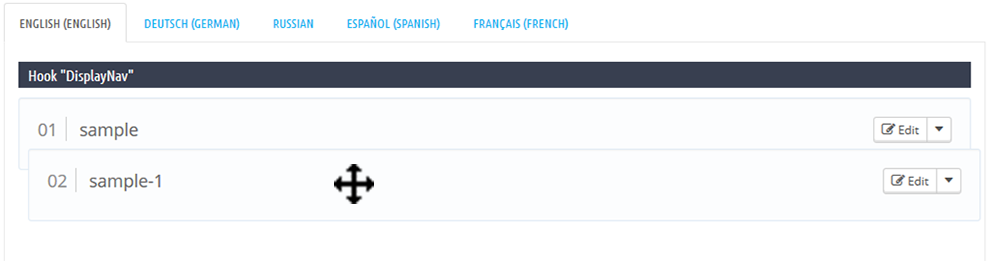 ENGLISH (ENGLISH) DEUTSCH (GERMAN) RUSSIAN ESPAÑOL (SPANISH) FRANÇAIS (FRENCH)
Hook "DisplayNav"
01 sample Edit
02 sample-1 Edit